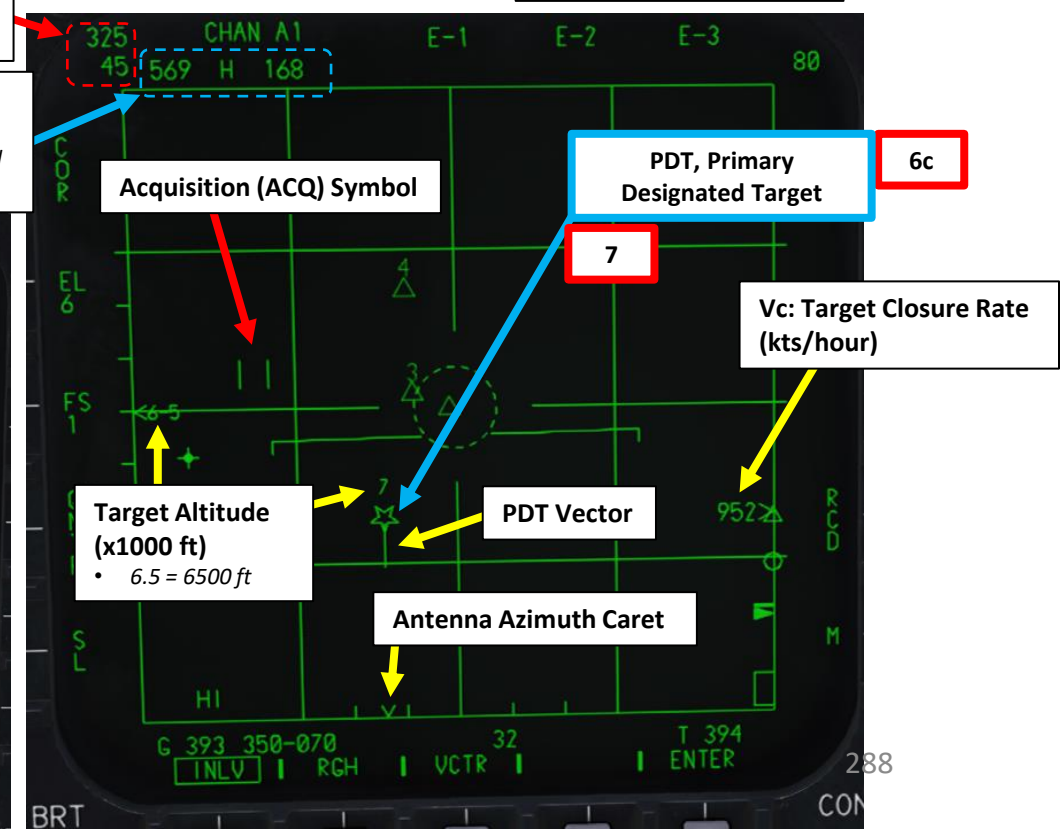 325 CHAN A1 E-1 E-2 E-3
45 569 H 168 80
COR
Acquisition (ACQ) Symbol
PDT, Primary
Designated Target
6c
7
4
EL
6
Vc: Target Closure Rate
(kts/hour)
3
FS
1
<6-5
Target Altitude
(x1000 ft)
• 6.5 = 6500 ft
7
PDT Vector
952>
RCD
Antenna Azimuth Caret
SL
M
HI
G 393 350-070 32 T 394
INLV RGH VCTR ENTER
288
BRT